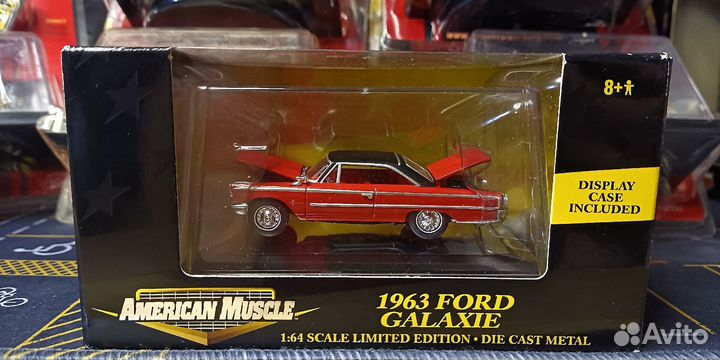 8+
DISPLAY
CASE
INCLUDED
AMERICAN MUSCLE
1963 FORD
GALAXIE
1:64 SCALE LIMITED EDITION • DIE CAST METAL
Avito